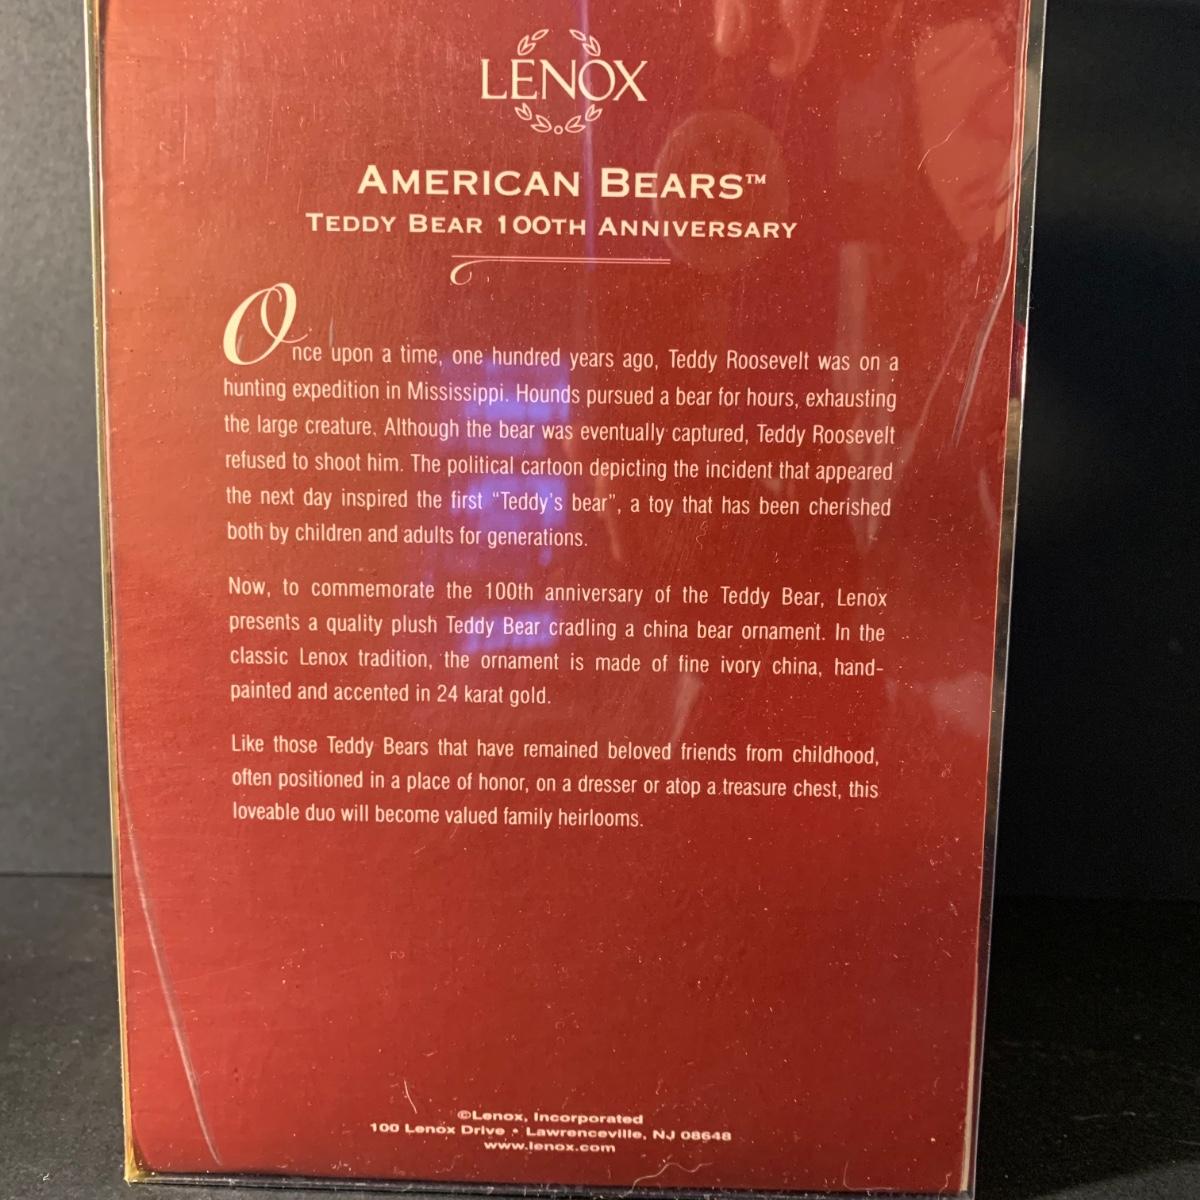 LENOX
AMERICAN BEARS™
TEDDY BEAR 100TH ANNIVERSARY
Once upon a time, one hundred years ago, Teddy Roosevelt was on a
hunting expedition in Mississippi. Hounds pursued a bear for hours, exhausting
the large creature. Although the bear was eventually captured, Teddy Roosevelt
refused to shoot him. The political cartoon depicting the incident that appeared
the next day inspired the first “Teddy’s bear”, a toy that has been cherished
both by children and adults for generations.
Now, to commemorate the 100th anniversary of the Teddy Bear, Lenox
presents a quality plush Teddy Bear cradling a china bear ornament. In the
classic Lenox tradition, the ornament is made of fine ivory china, hand-
painted and accented in 24 karat gold.
Like those Teddy Bears that have remained beloved friends from childhood,
often positioned in a place of honor, on a dresser or atop a treasure chest, this
loveable duo will become valued family heirlooms.
©Lenox, Incorporated
100 Lenox Drive • Lawrenceville, NJ 08648
www.lenox.com